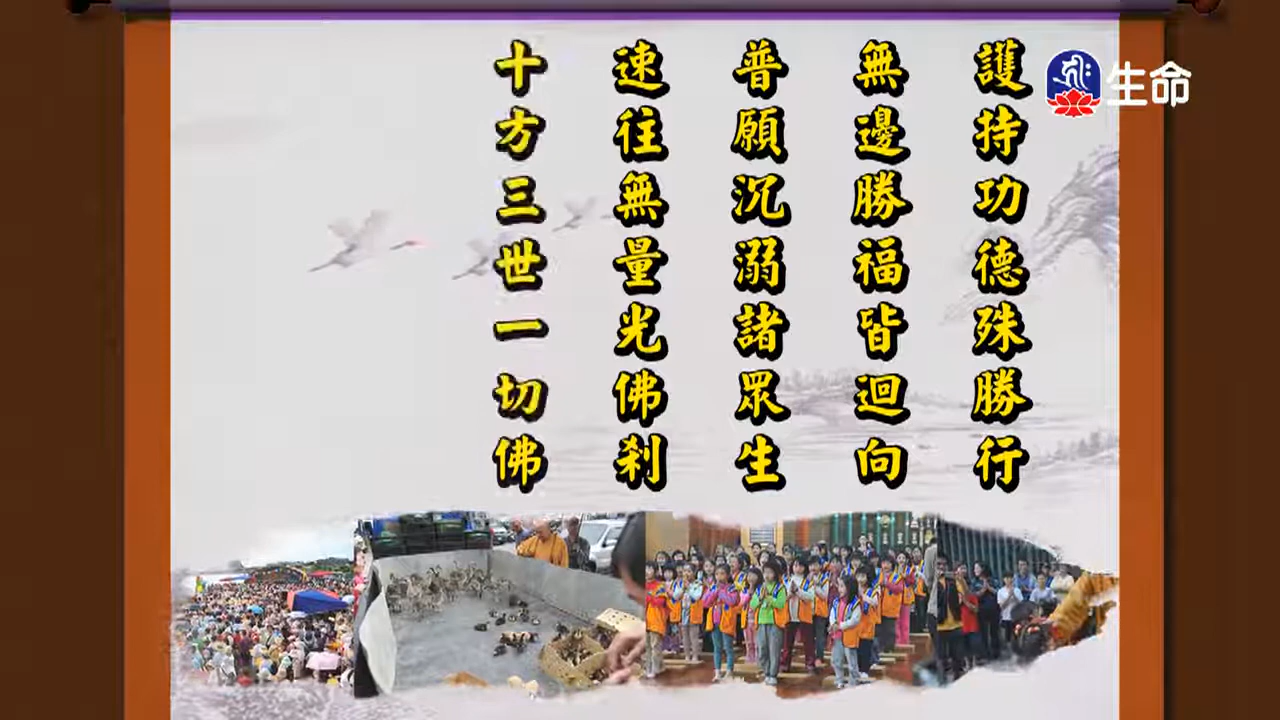 護持功德殊勝行
無邊勝福皆迴向
普願沉溺諸眾生
速往無量光佛剎
十方三世一切佛
生命